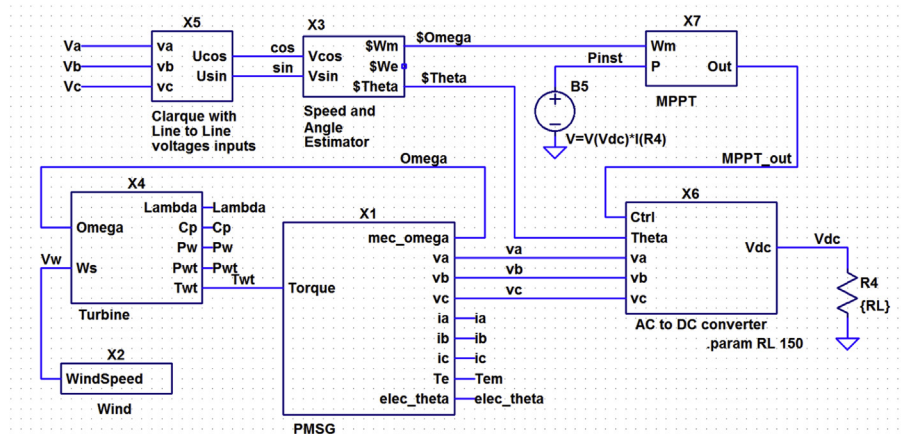 X5
Va
Vb
Vc
va
vb
vc
Ucos
Usin
Clarque with
Line to Line
voltages inputs
cos
sin
X3
Vcos
Vsin
$Wm
$We
$Theta
Speed and
Angle
Estimator
$Omega
$Theta
X7
Wm
P
Out
MPPT
Pinst
B5
V=V(Vdc)*I(R4)
MPPT_out
Omega
X4
Omega
Ws
Lambda
Cp
Pw
Pwt
Twt
Lambda
Cp
Pw
Pwt
Twt
Turbine
Vw
X2
WindSpeed
Wind
X1
Torque
mec_omega
va
vb
vc
ia
ib
ic
Te
elec_theta
PMSG
va
vb
vc
ia
ib
ic
Tem
elec_theta
X6
Ctrl
Theta
va
vb
vc
Vdc
AC to DC converter
.param RL 150
Vdc
R4
{RL}